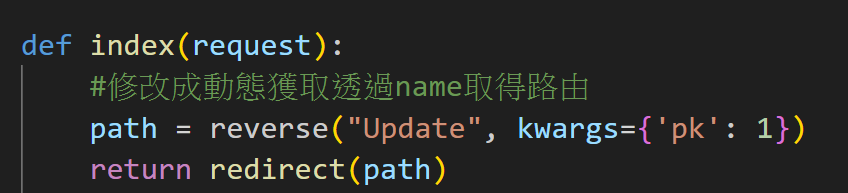 def index(request):
    #修改成動態獲取透過name取得路由
    path = reverse("Update", kwargs={'pk': 1})
    return redirect(path)